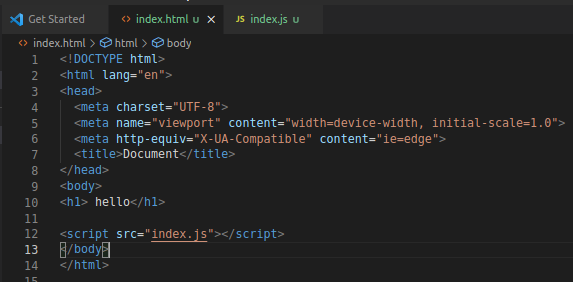 Get Started index.html U × JS index.js U
index.html > html > body
1 <!DOCTYPE html>
2 <html lang="en">
3 <head>
4 <meta charset="UTF-8">
5 <meta name="viewport" content="width=device-width, initial-scale=1.0">
6 <meta http-equiv="X-UA-Compatible" content="ie=edge">
7 <title>Document</title>
8 </head>
9 <body>
10 <h1> hello</h1>
11
12 <script src="index.js"></script>
13 </body>
14 </html>
15